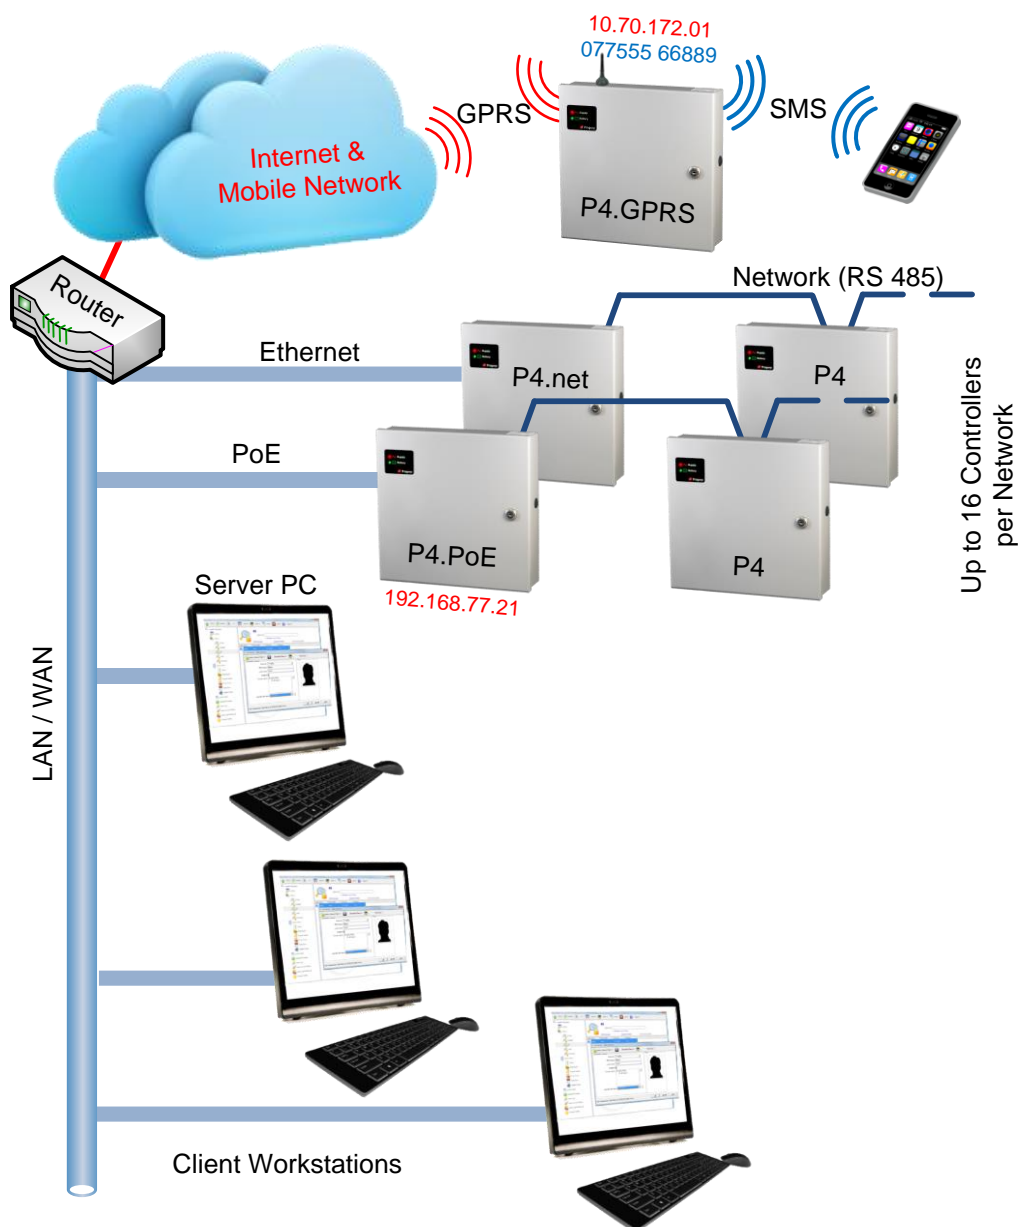 10.70.172.01
077555 66889
GPRS
SMS
Internet &
Mobile Network
P4.GPRS
Router
Network (RS 485)
Ethernet
P4.net
P4
PoE
P4.PoE
P4
192.168.77.21
Up to 16 Controllers
per Network
Server PC
LAN / WAN
Client Workstations